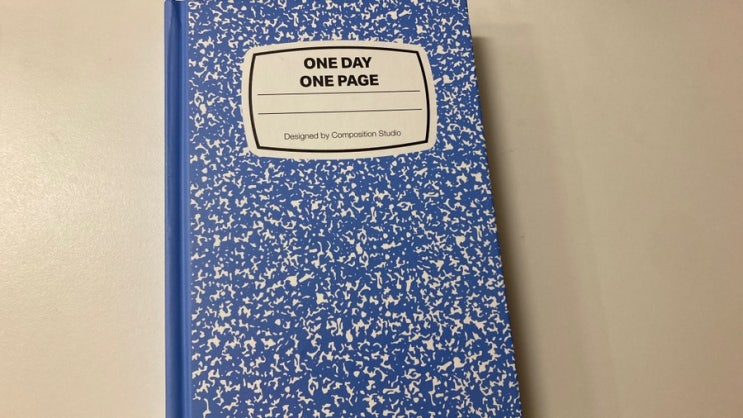 ONE DAY
ONE PAGE
Designed by Composition Studio